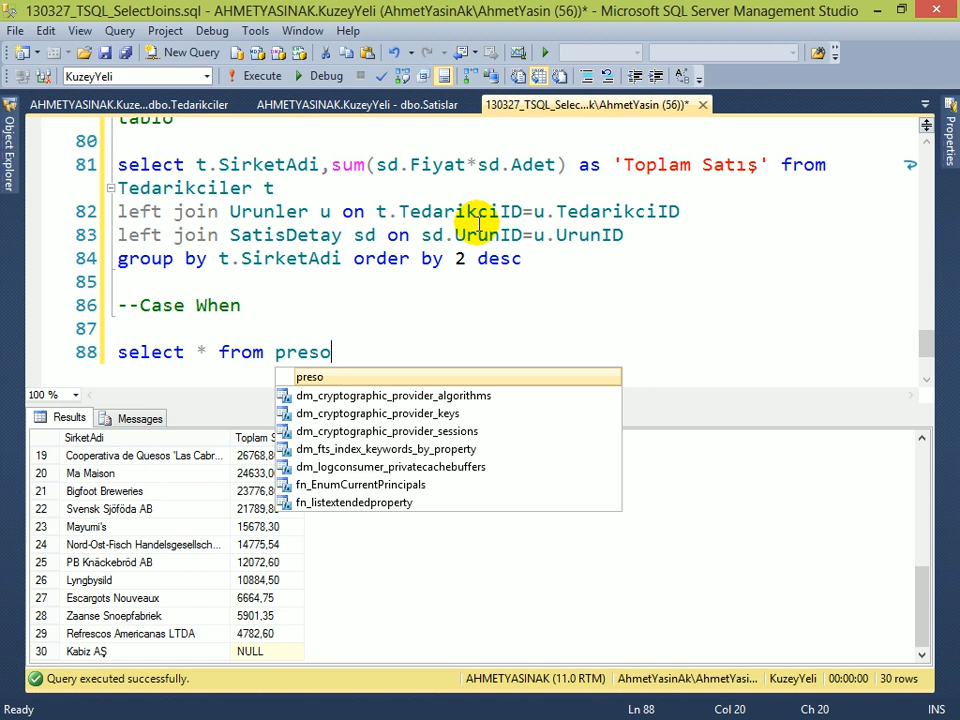 130327_TSQL_SelectJoins.sql - AHMETYASINAK.KuzeyYeli (AhmetYasinAk\AhmetYasin (56))* - Microsoft SQL Server Management Studio
File Edit View Query Project Debug Tools Window Help
New Query
KuzeyYeli Execute Debug
AHMETYASINAK.Kuze...dbo.Tedarikciler AHMETYASINAK.KuzeyYeli - dbo.Satislar 130327_TSQL_Selec...k\AhmetYasin (56))*
Object Explorer
Properties
tablo
80
81 select t.SirketAdi,sum(sd.Fiyat*sd.Adet) as 'Toplam Satış' from
Tedarikciler t
82 left join Urunler u on t.TedarikciID=u.TedarikciID
83 left join SatisDetay sd on sd.UrunID=u.UrunID
84 group by t.SirketAdi order by 2 desc
85
86 --Case When
87
88 select * from preso
preso
dm_cryptographic_provider_algorithms
dm_cryptographic_provider_keys
dm_cryptographic_provider_sessions
dm_fts_index_keywords_by_property
dm_logconsumer_privatecachebuffers
fn_EnumCurrentPrincipals
fn_listextendedproperty
100 %
Results Messages
SirketAdi Toplam S
19 Cooperativa de Quesos 'Las Cabr... 26768,80
20 Ma Maison 24633,00
21 Bigfoot Breweries 23776,80
22 Svensk Sjöföda AB 21789,80
23 Mayumi's 15678,30
24 Nord-Ost-Fisch Handelsgesellsch... 14775,54
25 PB Knäckebröd AB 12072,60
26 Lyngbysild 10884,50
27 Escargots Nouveaux 6664,75
28 Zaanse Snoepfabriek 5901,35
29 Refrescos Americanas LTDA 4782,60
30 Kabiz AŞ NULL
Query executed successfully. AHMETYASINAK (11.0 RTM) AhmetYasinAk\AhmetYasi... KuzeyYeli 00:00:00 30 rows
Ready Ln 88 Col 20 Ch 20 INS